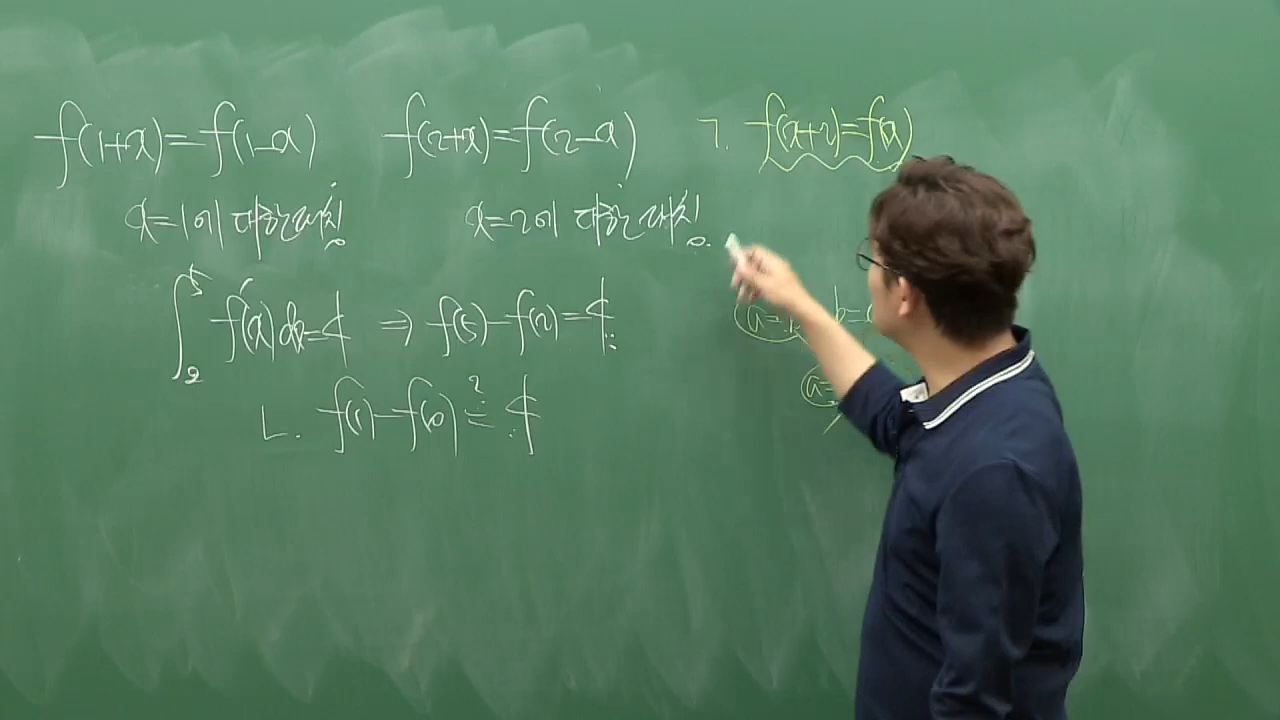 f(1+x)=f(1-x)
x=1에 대한 대칭!
f(2+x)=f(2-x)
x=2에 대한 대칭!
∫₂⁵ f'(x)dx=4 ⇒ f(5)-f(2)=4
ㄴ. f(1)-f(0)≟4
ㄱ. f(x+2)=f(x)